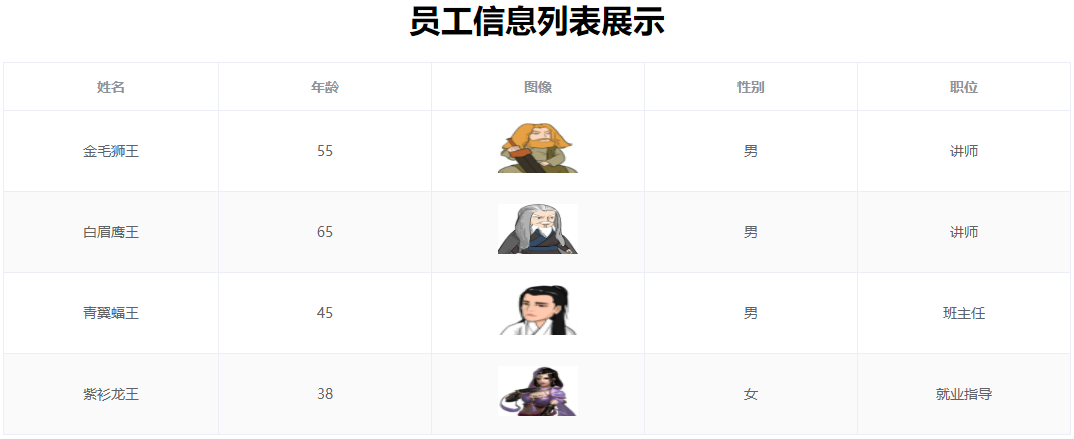 员工信息列表展示
姓名 年龄 图像 性别 职位
金毛狮王 55 男 讲师
白眉鹰王 65 男 讲师
青翼蝠王 45 男 班主任
紫衫龙王 38 女 就业指导